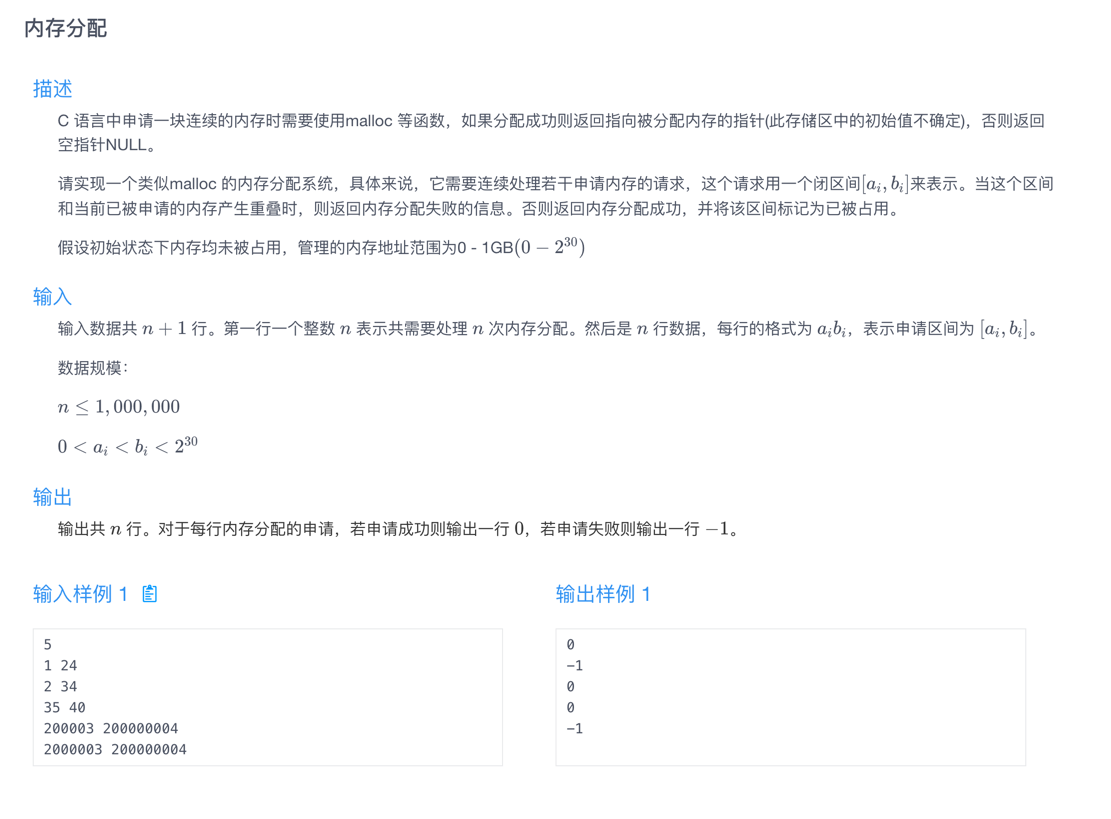 内存分配
描述
C 语言中申请一块连续的内存时需要使用malloc 等函数，如果分配成功则返回指向被分配内存的指针(此存储区中的初始值不确定)，否则返回
空指针NULL。
请实现一个类似malloc 的内存分配系统，具体来说，它需要连续处理若干申请内存的请求，这个请求用一个闭区间[aᵢ, bᵢ]来表示。当这个区间
和当前已被申请的内存产生重叠时，则返回内存分配失败的信息。否则返回内存分配成功，并将该区间标记为已被占用。
假设初始状态下内存均未被占用，管理的内存地址范围为0 - 1GB(0 − 2³⁰)
输入
输入数据共 n + 1 行。第一行一个整数 n 表示共需要处理 n 次内存分配。然后是 n 行数据，每行的格式为 aᵢbᵢ，表示申请区间为 [aᵢ, bᵢ]。
数据规模：
n ≤ 1, 000, 000
0 < aᵢ < bᵢ < 2³⁰
输出
输出共 n 行。对于每行内存分配的申请，若申请成功则输出一行 0，若申请失败则输出一行 −1。
输入样例 1
5
1 24
2 34
35 40
200003 200000004
2000003 200000004
输出样例 1
0
-1
0
0
-1